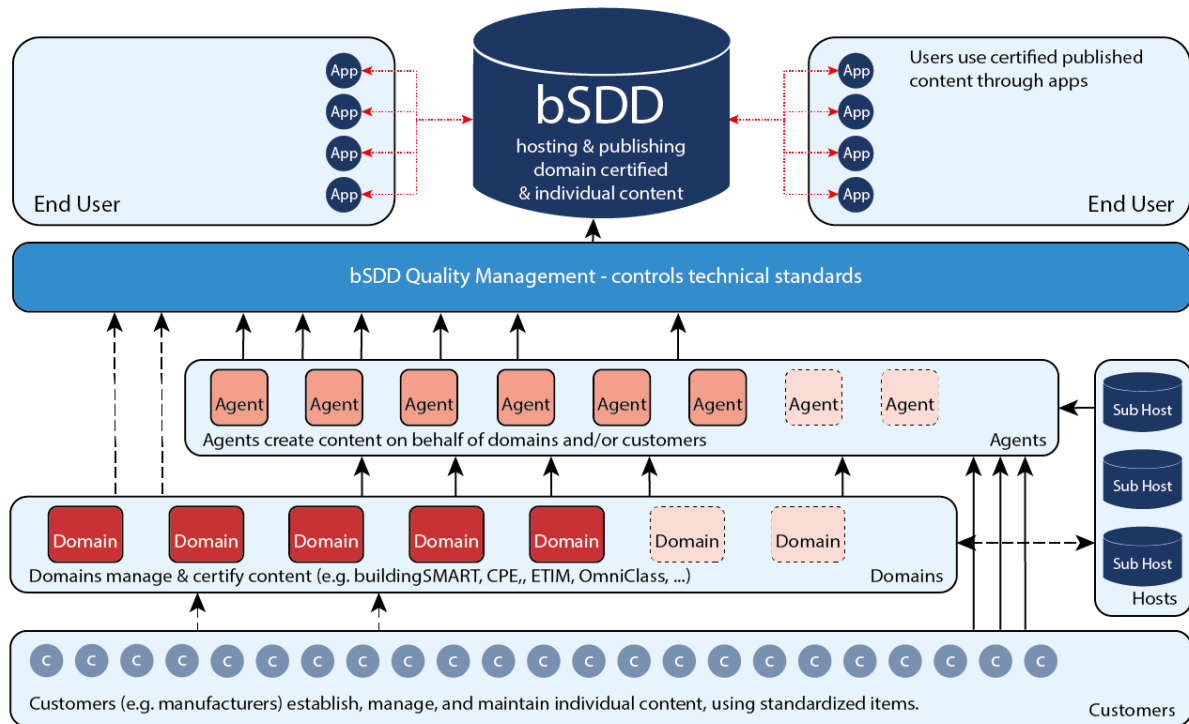 App
App
App
App
End User
bSDD
hosting & publishing
domain certified
& individual content
App
App
App
App
Users use certified published
content through apps
End User
bSDD Quality Management - controls technical standards
Agent
Agent
Agent
Agent
Agent
Agent
Agent
Agent
Agents create content on behalf of domains and/or customers
Agents
Sub Host
Sub Host
Sub Host
Hosts
Domain
Domain
Domain
Domain
Domain
Domain
Domain
Domains manage & certify content (e.g. buildingSMART, CPE,, ETIM, OmniClass, ...)
Domains
C C C C C C C C C C C C C C C C C C C C C C C
Customers (e.g. manufacturers) establish, manage, and maintain individual content, using standardized items.
Customers